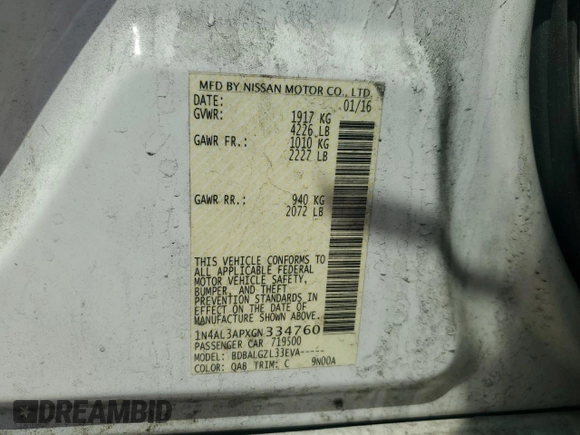 MFD BY NISSAN MOTOR CO., LTD.
DATE: 01/16
GVWR: 1917 KG
4226 LB
GAWR FR.: 1010 KG
2227 LB
GAWR RR.: 940 KG
2072 LB
THIS VEHICLE CONFORMS TO
ALL APPLICABLE FEDERAL
MOTOR VEHICLE SAFETY,
BUMPER, AND THEFT
PREVENTION STANDARDS IN
EFFECT ON THE DATE OF
MANUFACTURE SHOWN ABOVE.
1N4AL3APXGN334760
PASSENGER CAR 719500
MODEL: BDBALGZL33EVA-----
COLOR: QAB TRIM: C 9N00A
DREAMBID